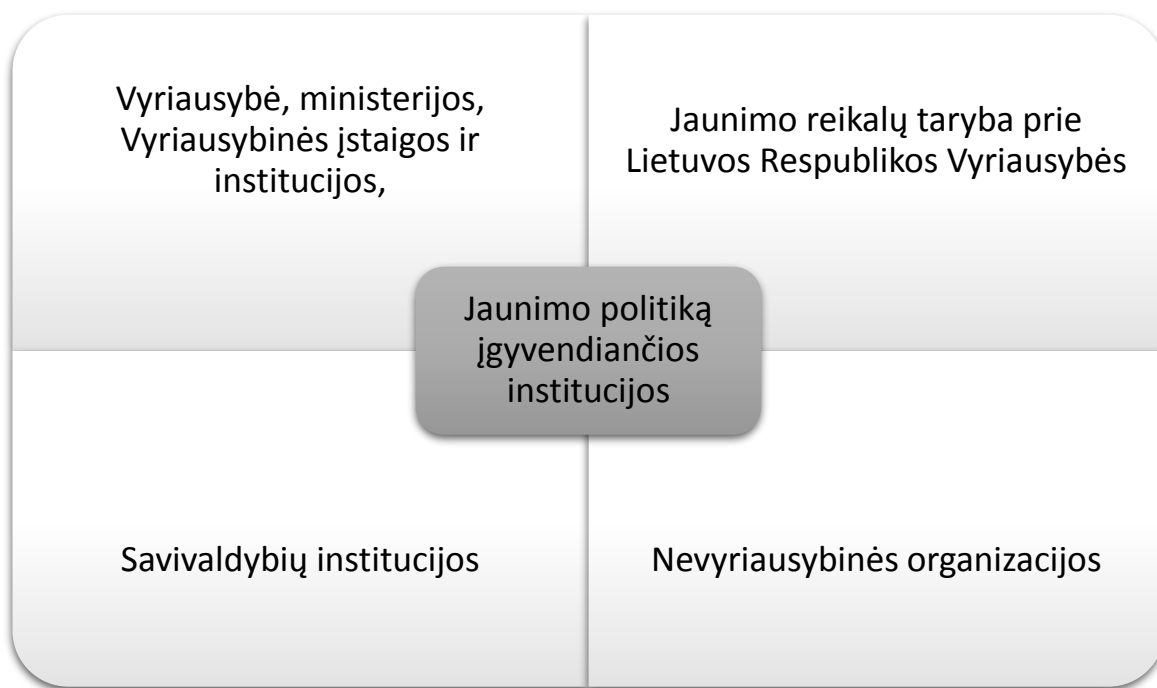 Vyriausybė, ministerijos,
Vyriausybinės įstaigos ir
institucijos,
Jaunimo reikalų taryba prie
Lietuvos Respublikos Vyriausybės
Jaunimo politiką
įgyvendiančios
institucijos
Savivaldybių institucijos
Nevyriausybinės organizacijos